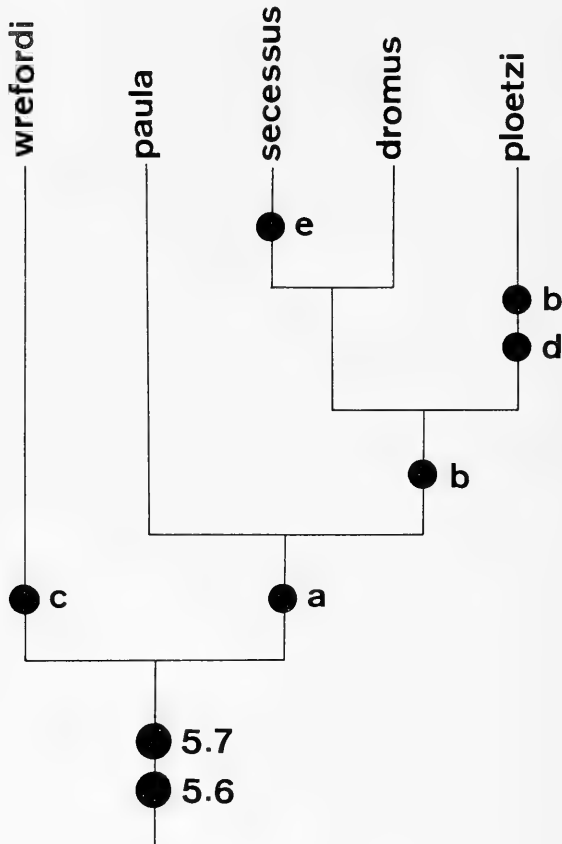 wrefordi
paula
secessus
dromus
ploetzi
e
b
d
b
c
a
5.7
5.6